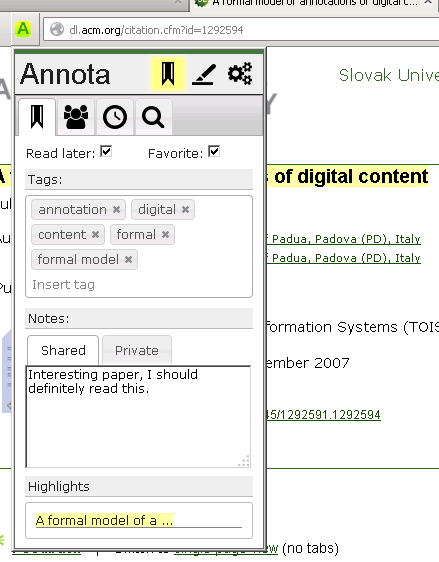 A formal model of annotations of digital c...
A
dl.acm.org/citation.cfm?id=1292594
Annota
Slovak Unive
Y
Read later:
Favorite:
of digital content
Tags:
annotation ✖ digital ✖
content ✖ formal ✖
formal model ✖
Insert tag
f Padua, Padova (PD), Italy
f Padua, Padova (PD), Italy
Notes:
formation Systems (TOIS
Shared Private
ember 2007
Interesting paper, I should
definitely read this.
45/1292591.1292594
Highlights
A formal model of a ...
single page view (no tabs)